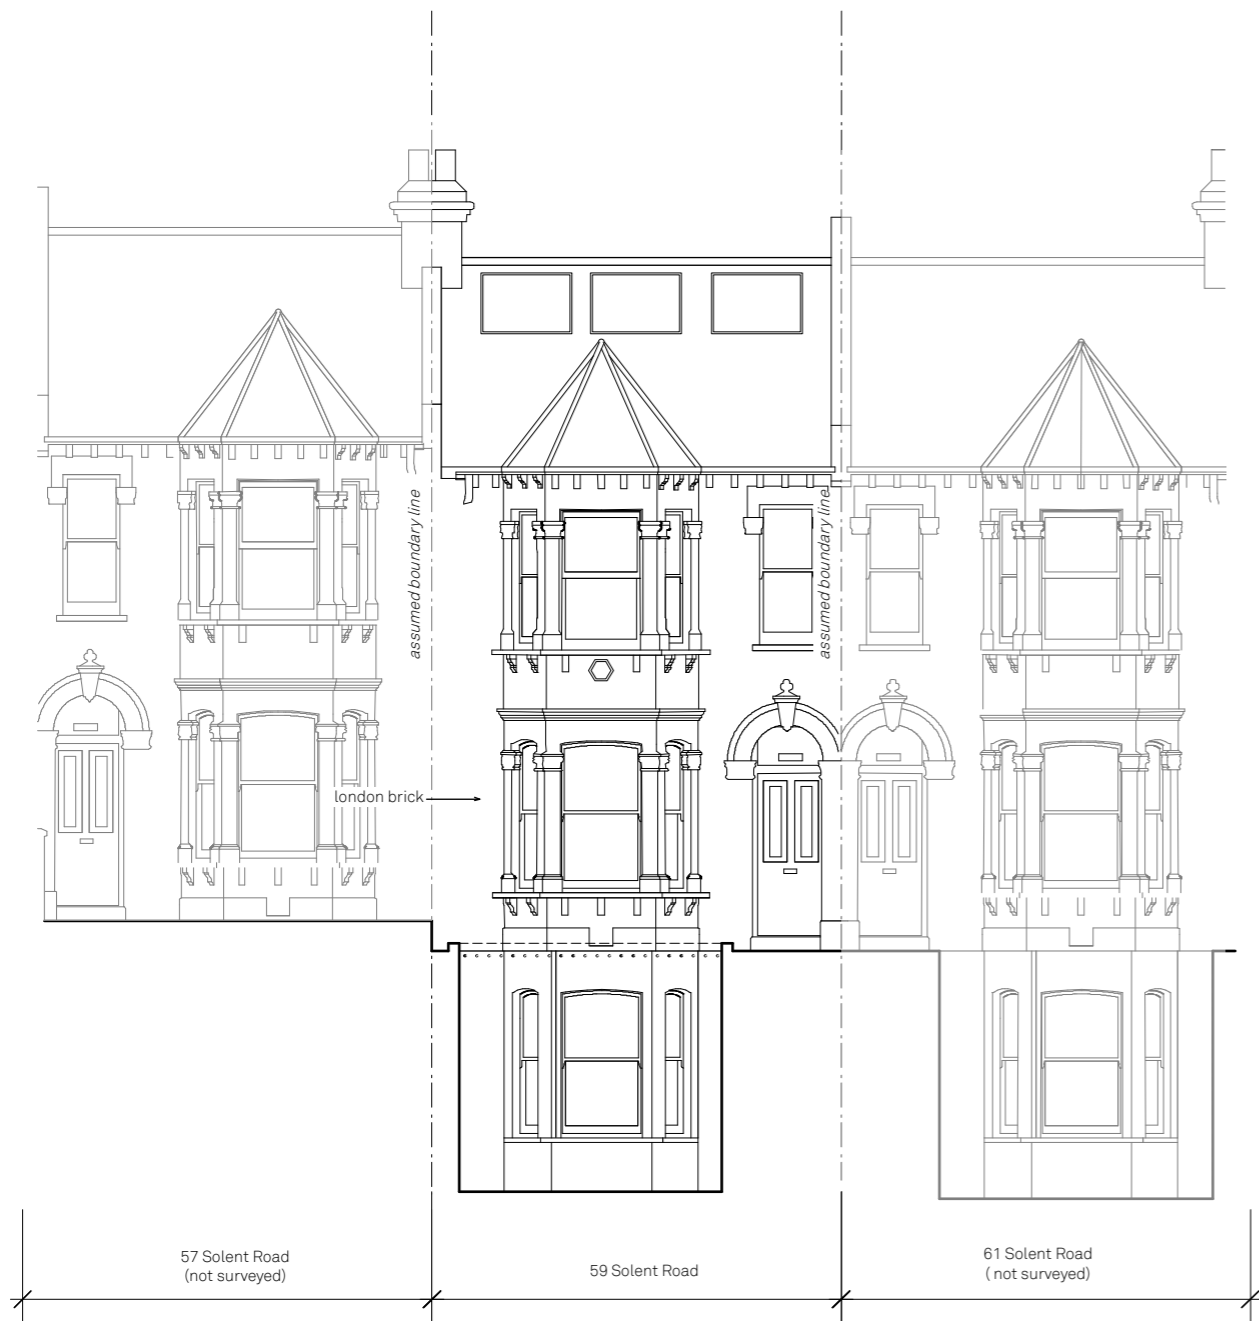 assumed boundary line
assumed boundary line
london brick
57 Solent Road
(not surveyed)
59 Solent Road
61 Solent Road
( not surveyed)